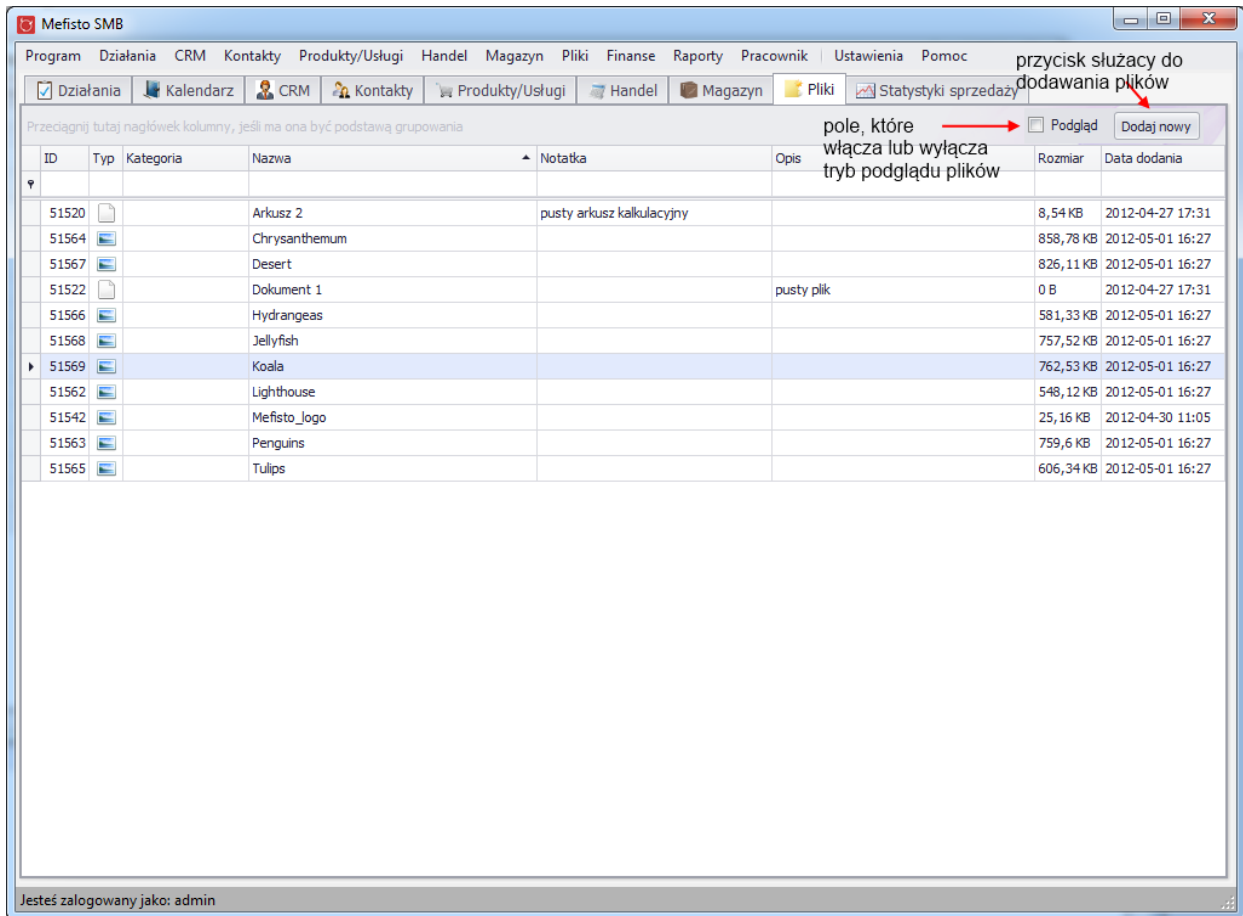 Mefisto SMB
Program Działania CRM Kontakty Produkty/Usługi Handel Magazyn Pliki Finanse Raporty Pracownik Ustawienia Pomoc
przycisk służacy do
dodawania plików
Działania Kalendarz CRM Kontakty Produkty/Usługi Handel Magazyn Pliki Statystyki sprzedaży
Przeciągnij tutaj nagłówek kolumny, jeśli ma ona być podstawą grupowania
pole, które
włącza lub wyłącza
tryb podglądu plików
Podgląd Dodaj nowy
ID Typ Kategoria Nazwa Notatka Opis Rozmiar Data dodania
51520 Arkusz 2 pusty arkusz kalkulacyjny 8,54 KB 2012-04-27 17:31
51564 Chrysanthemum 858,78 KB 2012-05-01 16:27
51567 Desert 826,11 KB 2012-05-01 16:27
51522 Dokument 1 pusty plik 0 B 2012-04-27 17:31
51566 Hydrangeas 581,33 KB 2012-05-01 16:27
51568 Jellyfish 757,52 KB 2012-05-01 16:27
51569 Koala 762,53 KB 2012-05-01 16:27
51562 Lighthouse 548,12 KB 2012-05-01 16:27
51542 Mefisto_logo 25,16 KB 2012-04-30 11:05
51563 Penguins 759,6 KB 2012-05-01 16:27
51565 Tulips 606,34 KB 2012-05-01 16:27
Jesteś zalogowany jako: admin